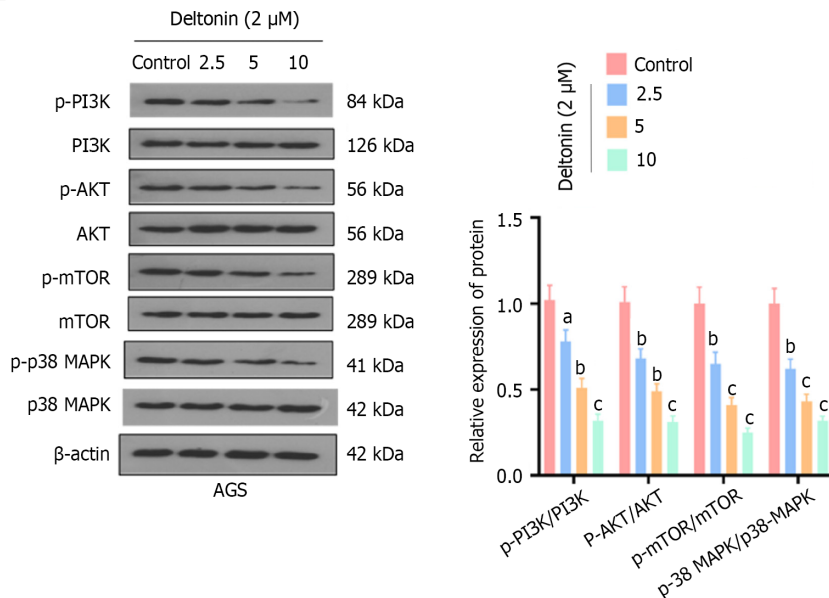 Deltonin (2 µM)
Control 2.5 5 10
p-PI3K 84 kDa
PI3K 126 kDa
p-AKT 56 kDa
AKT 56 kDa
p-mTOR 289 kDa
mTOR 289 kDa
p-p38 MAPK 41 kDa
p38 MAPK 42 kDa
β-actin 42 kDa
AGS
Control
Deltonin (2 µM)
2.5
5
10
Relative expression of protein
1.5
1.0
0.5
0.0
a b c
b b c
b c c
b c c
p-PI3K/PI3K
P-AKT/AKT
p-mTOR/mTOR
p-38 MAPK/p38-MAPK